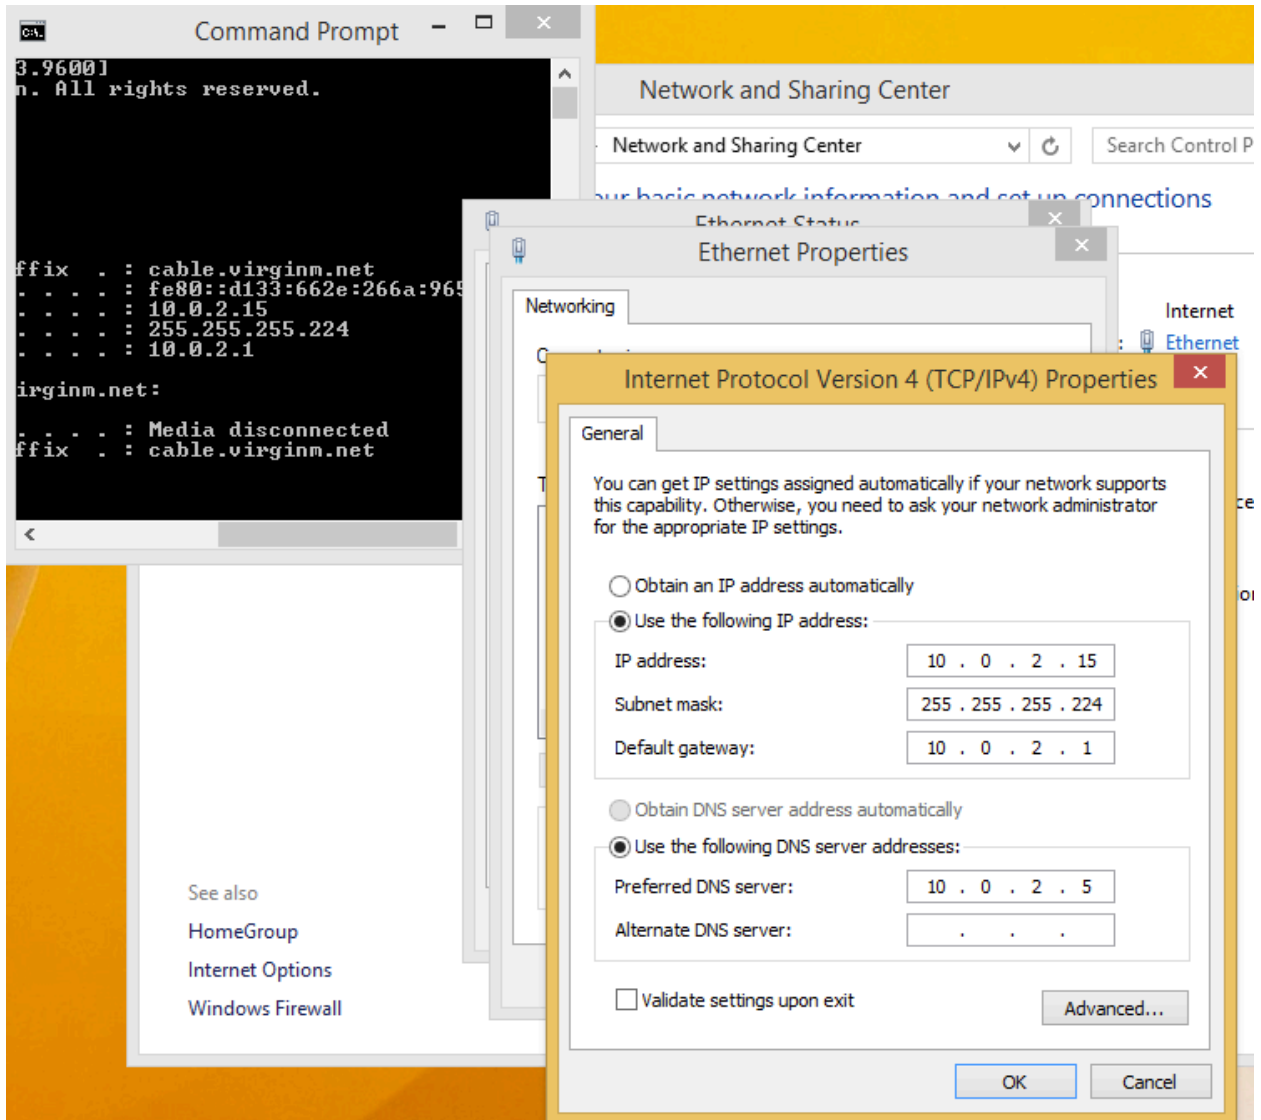 Command Prompt
3.9600]
n. All rights reserved.
ffix . : cable.virginm.net
. . . . : fe80::d133:662e:266a:965
. . . . : 10.0.2.15
. . . . : 255.255.255.224
. . . . : 10.0.2.1
irginm.net:
. . . . : Media disconnected
ffix . : cable.virginm.net
Network and Sharing Center
Network and Sharing Center
Search Control P
our basic network information and set up connections
Internet
: Ethernet
Ethernet Status
Ethernet Properties
Networking
Internet Protocol Version 4 (TCP/IPv4) Properties
General
You can get IP settings assigned automatically if your network supports
this capability. Otherwise, you need to ask your network administrator
for the appropriate IP settings.
Obtain an IP address automatically
Use the following IP address:
IP address: 10 . 0 . 2 . 15
Subnet mask: 255 . 255 . 255 . 224
Default gateway: 10 . 0 . 2 . 1
Obtain DNS server address automatically
Use the following DNS server addresses:
Preferred DNS server: 10 . 0 . 2 . 5
Alternate DNS server: . . .
Validate settings upon exit
Advanced...
OK
Cancel
See also
HomeGroup
Internet Options
Windows Firewall